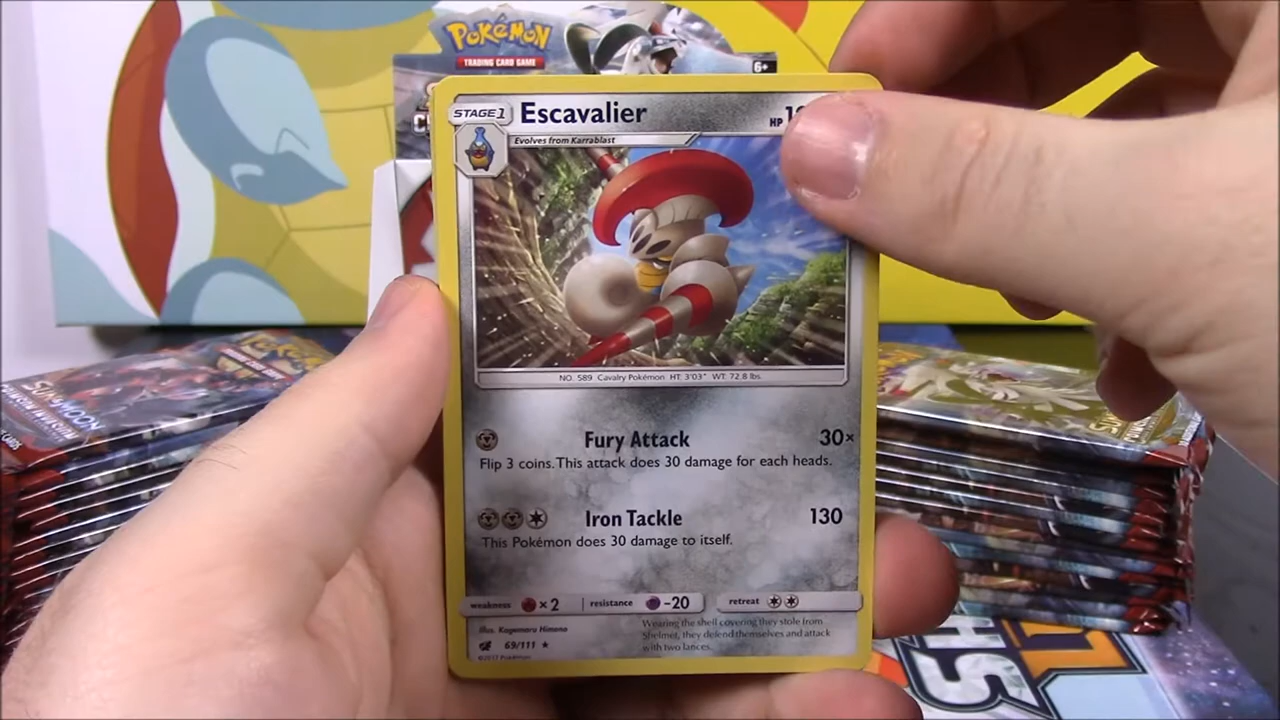 POKéMON
TRADING CARD GAME
6+
STAGE 1 Escavalier HP
Evolves from Karrablast
NO. 589 Cavalry Pokémon HT: 3'03" WT: 72.8 lbs.
Fury Attack 30×
Flip 3 coins. This attack does 30 damage for each heads.
Iron Tackle 130
This Pokémon does 30 damage to itself.
weakness ×2 resistance -20 retreat
Wearing the shell covering they stole from
Shelmet, they defend themselves and attack
with two lances.
Illus. Kagemaru Himeno
69/111 ★
©2017 Pokémon
POKéMON
SUN & MOON